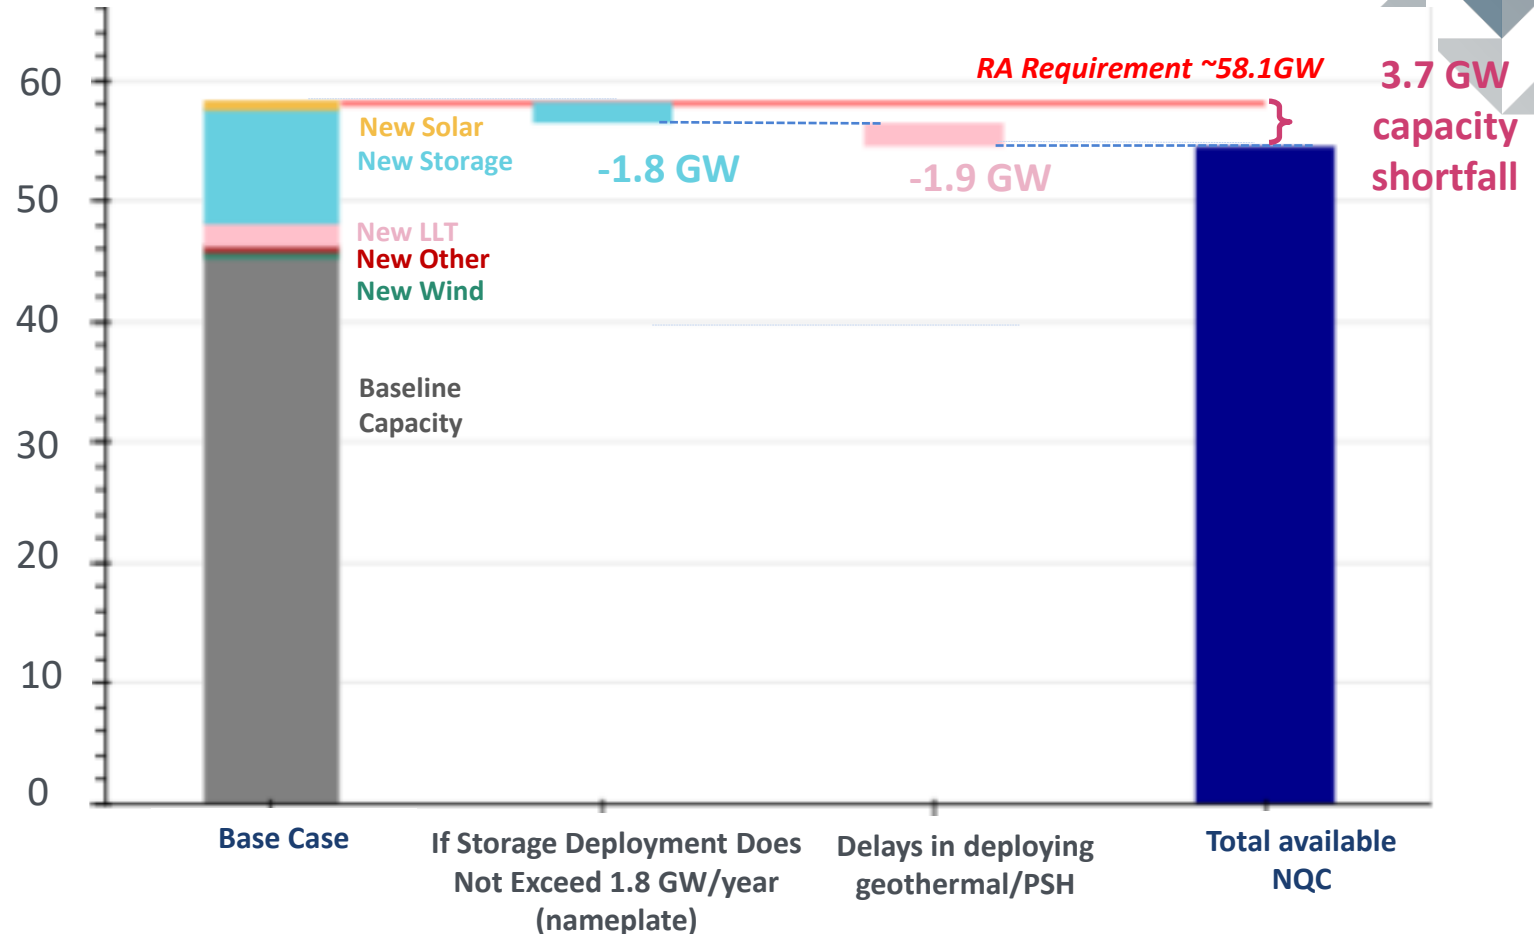 RA Requirement ~58.1GW
3.7 GW
capacity
shortfall
60
50
40
30
20
10
0
New Solar
New Storage
-1.8 GW
-1.9 GW
New LLT
New Other
New Wind
Baseline
Capacity
Base Case
If Storage Deployment Does
Not Exceed 1.8 GW/year
(nameplate)
Delays in deploying
geothermal/PSH
Total available
NQC